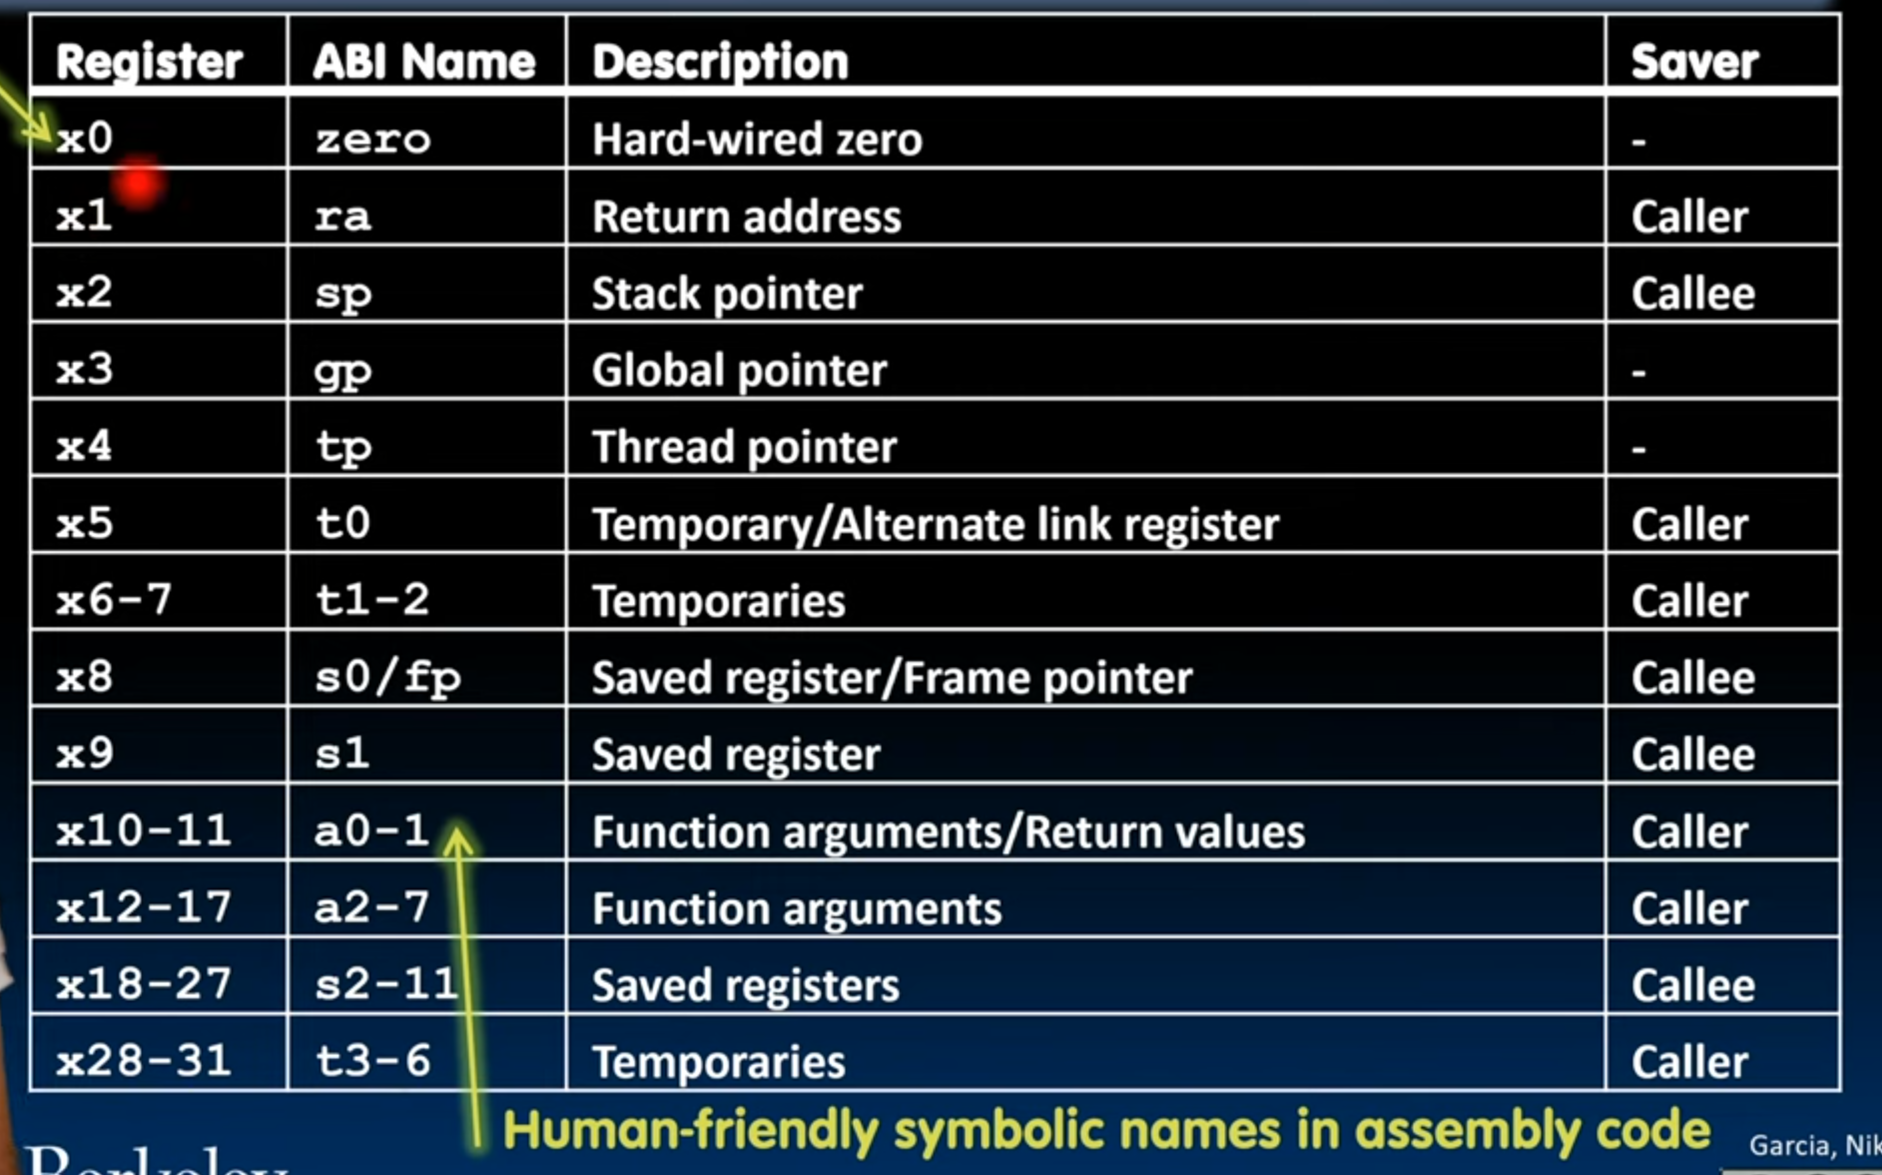 Register ABI Name Description Saver
x0 zero Hard-wired zero -
x1 ra Return address Caller
x2 sp Stack pointer Callee
x3 gp Global pointer -
x4 tp Thread pointer -
x5 t0 Temporary/Alternate link register Caller
x6-7 t1-2 Temporaries Caller
x8 s0/fp Saved register/Frame pointer Callee
x9 s1 Saved register Callee
x10-11 a0-1 Function arguments/Return values Caller
x12-17 a2-7 Function arguments Caller
x18-27 s2-11 Saved registers Callee
x28-31 t3-6 Temporaries Caller
Human-friendly symbolic names in assembly code
Berkeley Garcia, Nik